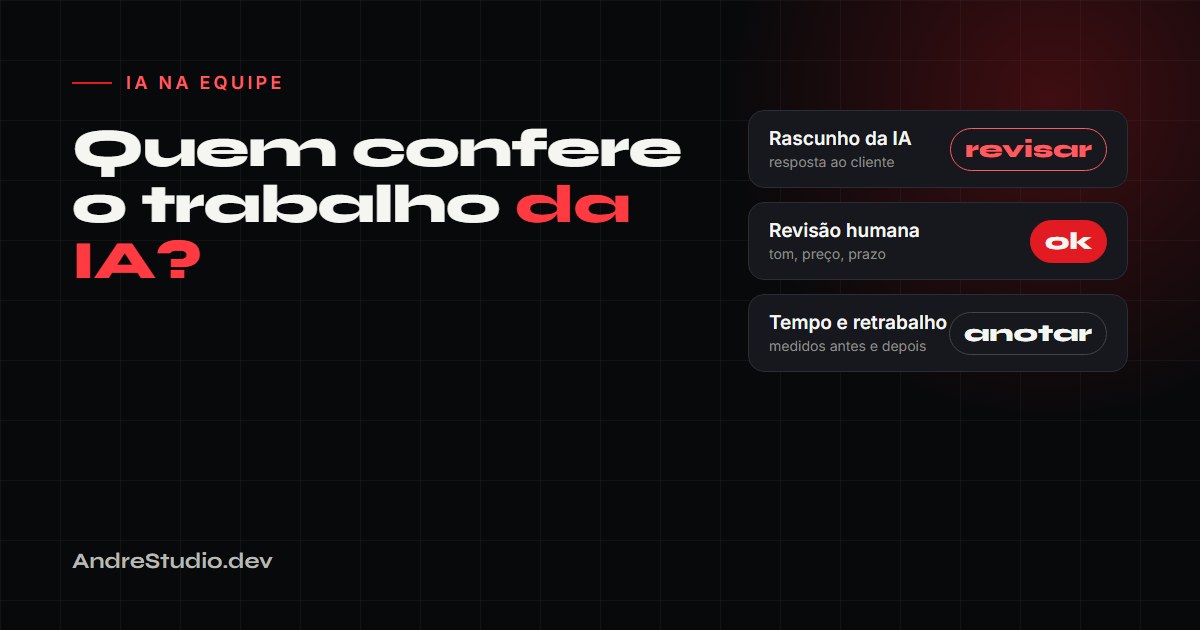 IA NA EQUIPE
Quem confere
o trabalho da
IA?
Rascunho da IA
resposta ao cliente
revisar
Revisão humana
tom, preço, prazo
ok
Tempo e retrabalho
medidos antes e depois
anotar
AndreStudio.dev